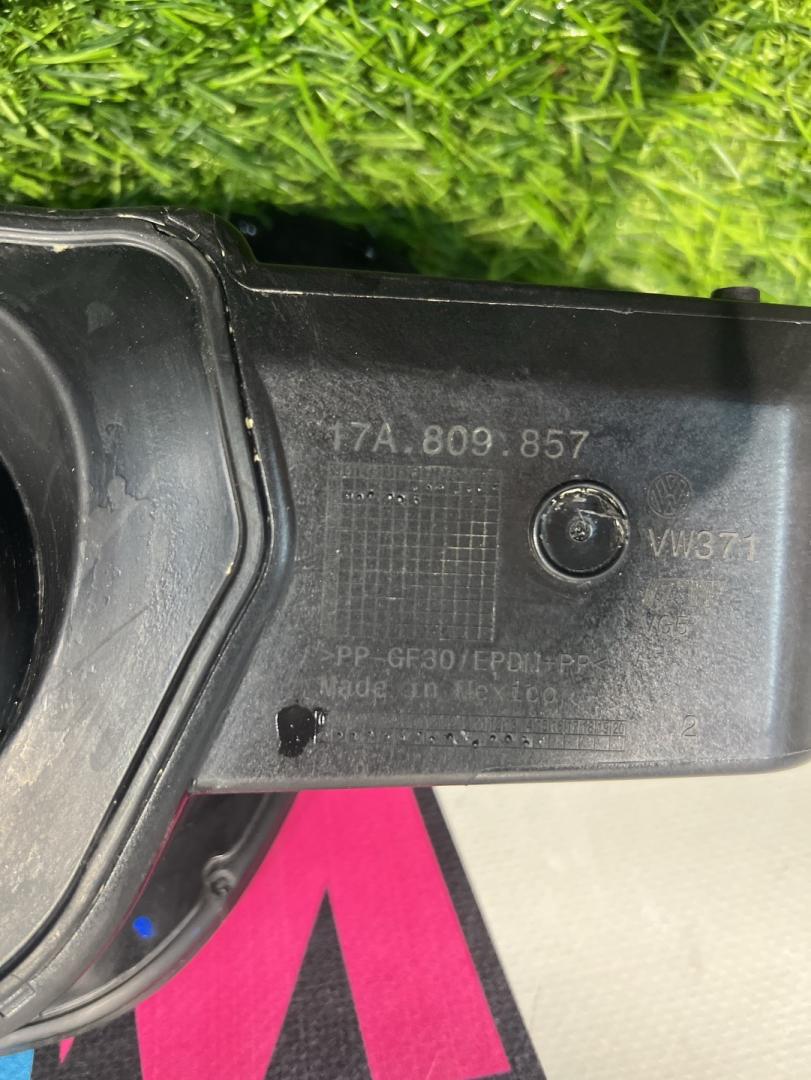 17A.809.857
VW371
>PP-GF30/EPDM+PP<
Made in Mexico
2